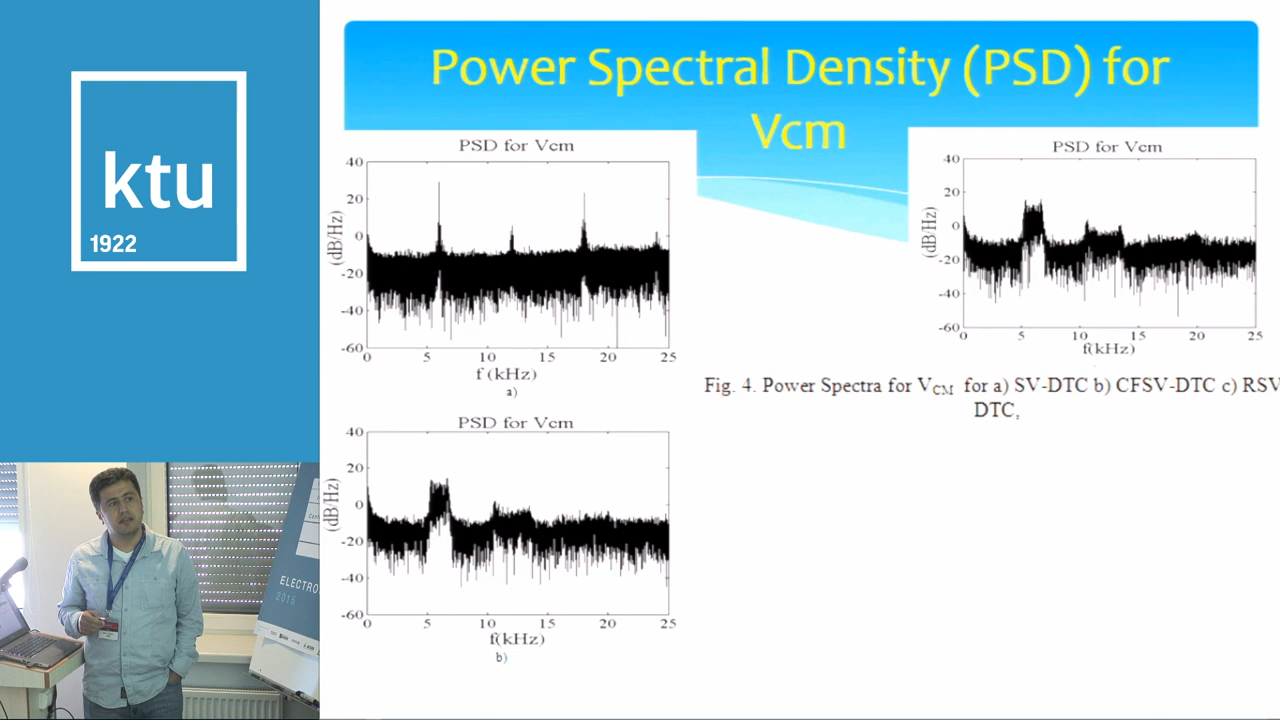 ktu
1922
Power Spectral Density (PSD) for
Vcm
PSD for Vcm
40
20
0
-20
-40
-60
(dB/Hz)
0 5 10 15 20 25
f (kHz)
a)
PSD for Vcm
40
20
0
-20
-40
-60
(dB/Hz)
0 5 10 15 20 25
f(kHz)
b)
PSD for Vcm
40
20
0
-20
-40
-60
(dB/Hz)
0 5 10 15 20 25
f(kHz)
Fig. 4. Power Spectra for VCM for a) SV-DTC b) CFSV-DTC c) RSV
DTC,
ELECTRO
2015